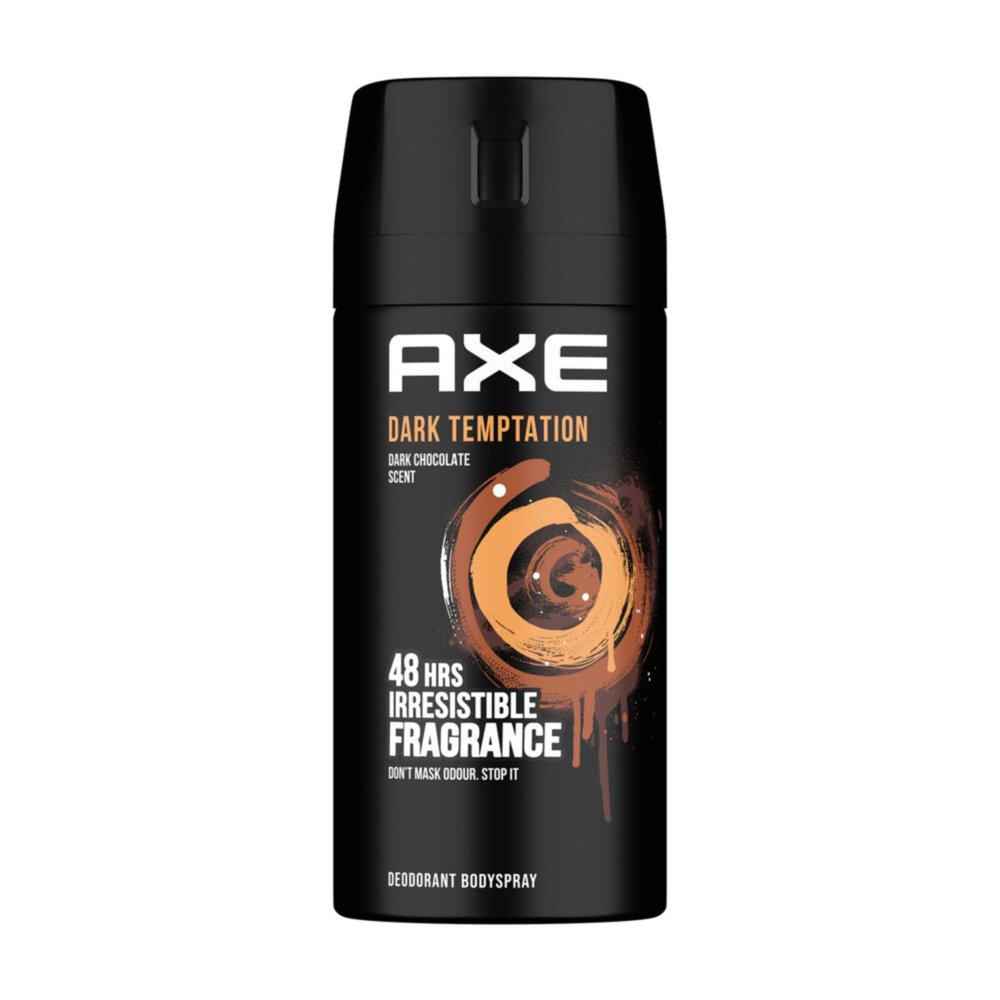 AXE
DARK TEMPTATION
DARK CHOCOLATE
SCENT
48 HRS
IRRESISTIBLE
FRAGRANCE
DON'T MASK ODOUR. STOP IT
DEODORANT BODYSPRAY